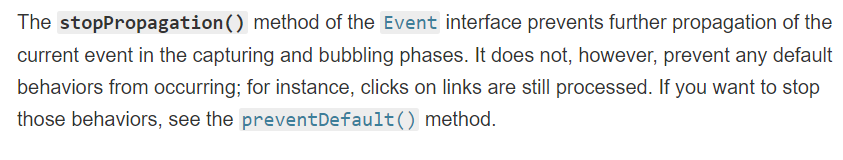 The stopPropagation() method of the Event interface prevents further propagation of the
current event in the capturing and bubbling phases. It does not, however, prevent any default
behaviors from occurring; for instance, clicks on links are still processed. If you want to stop
those behaviors, see the preventDefault() method.